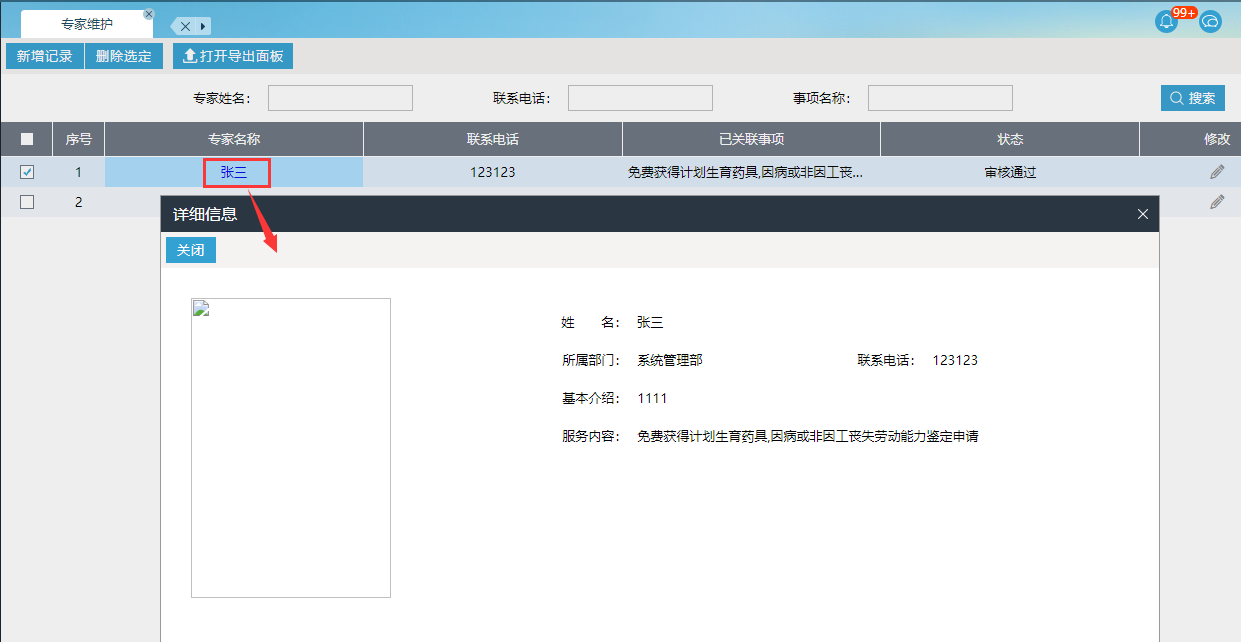 专家维护
99+
新增记录 删除选定 打开导出面板
专家姓名： 联系电话： 事项名称： 搜索
序号 专家名称 联系电话 已关联事项 状态 修改
1 张三 123123 免费获得计划生育药具,因病或非因工丧... 审核通过
2
详细信息
关闭
姓 名： 张三
所属部门： 系统管理部 联系电话： 123123
基本介绍： 1111
服务内容： 免费获得计划生育药具,因病或非因工丧失劳动能力鉴定申请